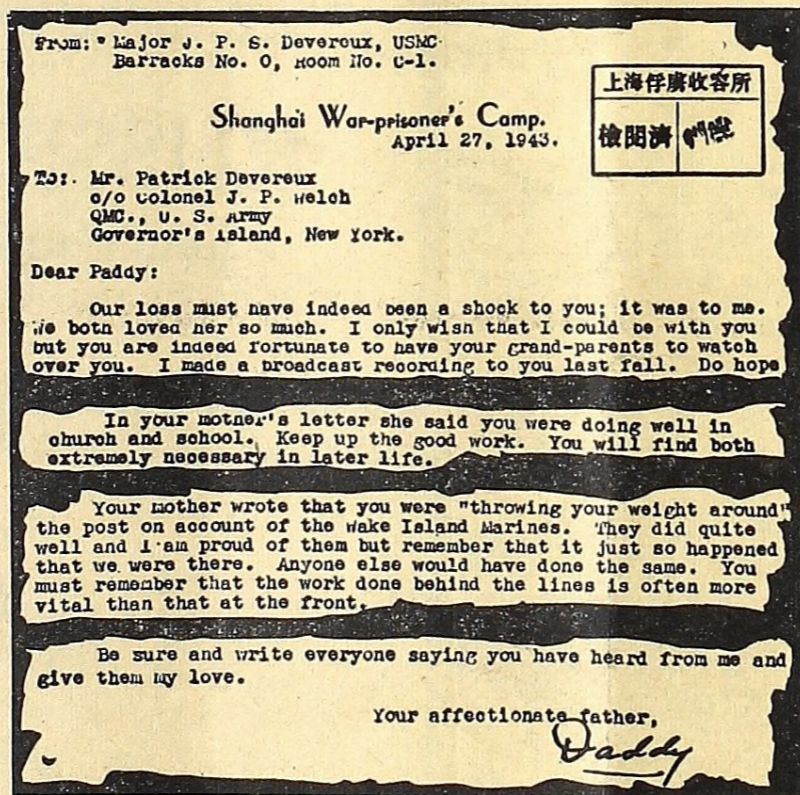 From: Major J. P. S. Devereux, USMC
Barracks No. 0, Room No. C-1.
上海俘虜收容所
檢閲濟
Shanghai War-prisoner's Camp.
April 27, 1943.
To: Mr. Patrick Devereux
c/o Colonel J. P. Welch
QMC., U. S. Army
Governor's Island, New York.
Dear Paddy:
Our loss must have indeed been a shock to you; it was to me.
We both loved her so much. I only wish that I could be with you
but you are indeed fortunate to have your grand-parents to watch
over you. I made a broadcast recording to you last fall. Do hope
In your mother's letter she said you were doing well in
church and school. Keep up the good work. You will find both
extremely necessary in later life.
Your mother wrote that you were "throwing your weight around"
the post on account of the Wake Island Marines. They did quite
well and I am proud of them but remember that it just so happened
that we were there. Anyone else would have done the same. You
must remember that the work done behind the lines is often more
vital than that at the front.
Be sure and write everyone saying you have heard from me and
give them my love.
Your affectionate father,
Daddy